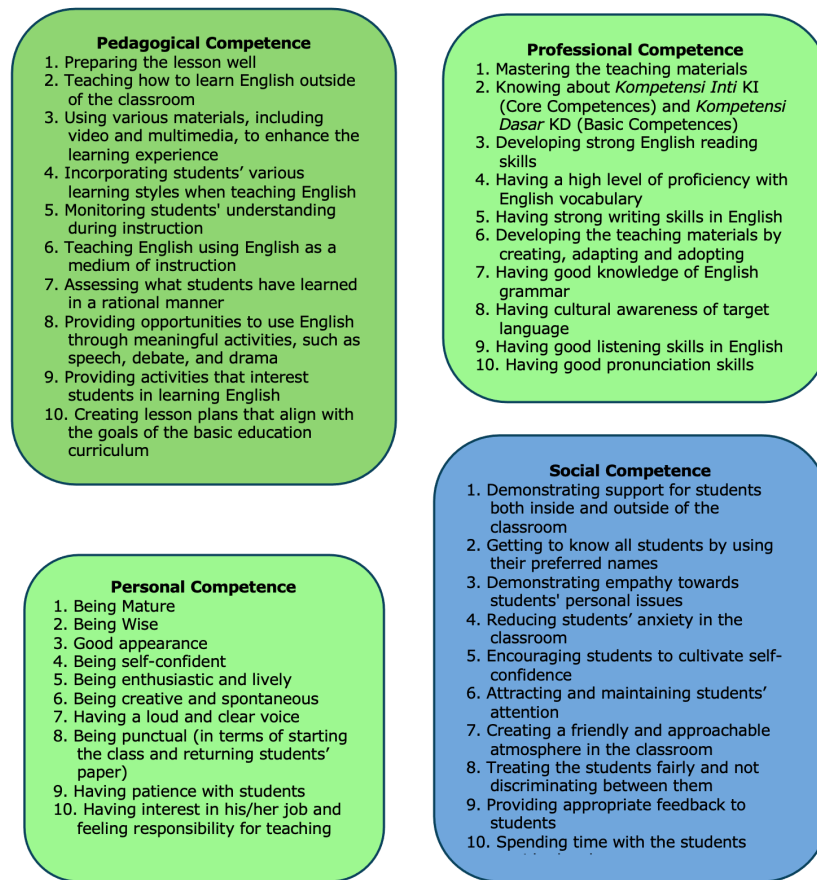 Pedagogical Competence
1. Preparing the lesson well
2. Teaching how to learn English outside
of the classroom
3. Using various materials, including
video and multimedia, to enhance the
learning experience
4. Incorporating students’ various
learning styles when teaching English
5. Monitoring students' understanding
during instruction
6. Teaching English using English as a
medium of instruction
7. Assessing what students have learned
in a rational manner
8. Providing opportunities to use English
through meaningful activities, such as
speech, debate, and drama
9. Providing activities that interest
students in learning English
10. Creating lesson plans that align with
the goals of the basic education
curriculum
Professional Competence
1. Mastering the teaching materials
2. Knowing about Kompetensi Inti KI
(Core Competences) and Kompetensi
Dasar KD (Basic Competences)
3. Developing strong English reading
skills
4. Having a high level of proficiency with
English vocabulary
5. Having strong writing skills in English
6. Developing the teaching materials by
creating, adapting and adopting
7. Having good knowledge of English
grammar
8. Having cultural awareness of target
language
9. Having good listening skills in English
10. Having good pronunciation skills
Personal Competence
1. Being Mature
2. Being Wise
3. Good appearance
4. Being self-confident
5. Being enthusiastic and lively
6. Being creative and spontaneous
7. Having a loud and clear voice
8. Being punctual (in terms of starting
the class and returning students’
paper)
9. Having patience with students
10. Having interest in his/her job and
feeling responsibility for teaching
Social Competence
1. Demonstrating support for students
both inside and outside of the
classroom
2. Getting to know all students by using
their preferred names
3. Demonstrating empathy towards
students' personal issues
4. Reducing students’ anxiety in the
classroom
5. Encouraging students to cultivate self-
confidence
6. Attracting and maintaining students’
attention
7. Creating a friendly and approachable
atmosphere in the classroom
8. Treating the students fairly and not
discriminating between them
9. Providing appropriate feedback to
students
10. Spending time with the students